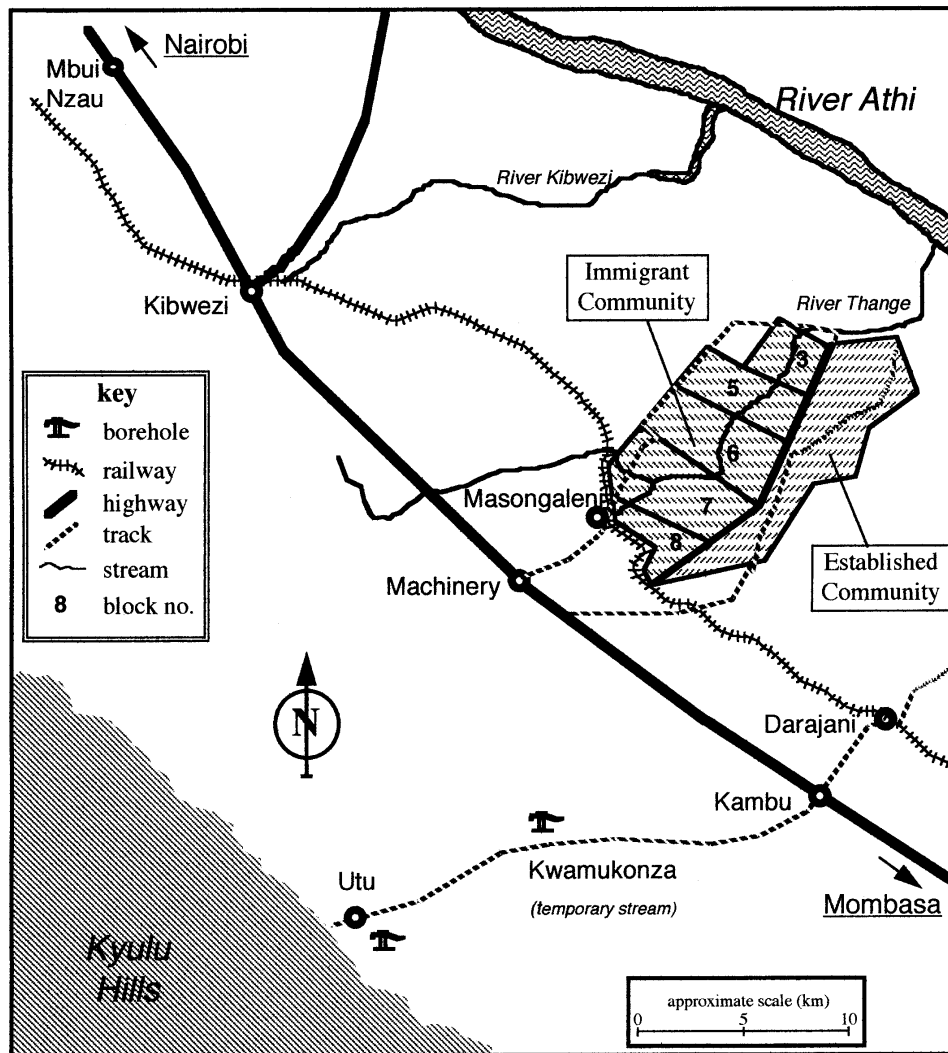 Nairobi
Mbui
Nzau
River Athi
River Kibwezi
Immigrant
Community
River Thange
Kibwezi
key
borehole
railway
highway
track
stream
8 block no.
3
5
6
7
8
Masongaleni
Machinery
Established
Community
N
Darajani
Kambu
Kwamukonza
(temporary stream)
Utu
Mombasa
Kyulu
Hills
approximate scale (km)
0 5 10